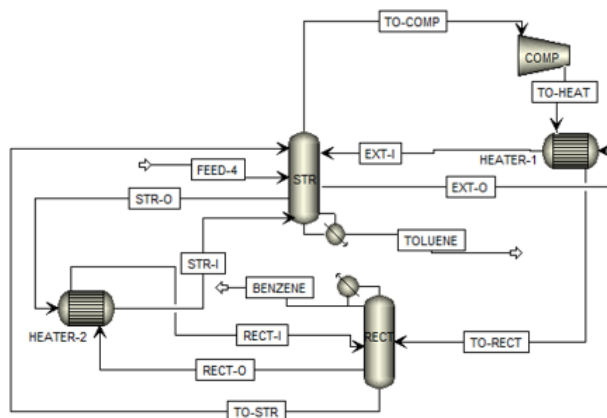 TO-COMP
COMP
TO-HEAT
EXT-I
HEATER-1
FEED-4
STR
STR-O
EXT-O
TOLUENE
STR-I
BENZENE
HEATER-2
RECT-I
RECT
TO-RECT
RECT-O
TO-STR